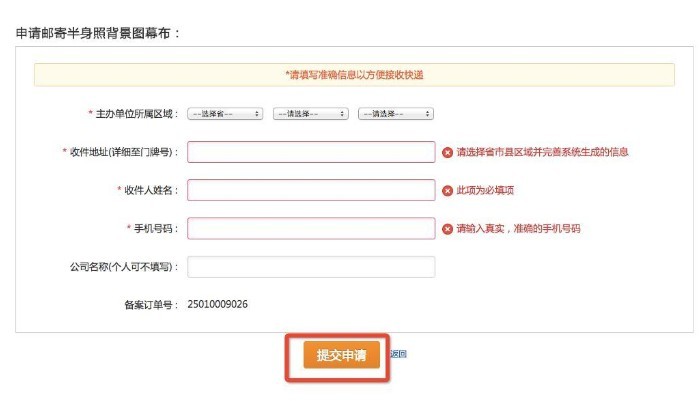 申请邮寄半身照背景图幕布：
*请填写准确信息以方便接收快递
* 主办单位所属区域： --选择省-- --请选择-- --请选择--
* 收件地址(详细至门牌号)： 请选择省市县区域并完善系统生成的信息
* 收件人姓名： 此项为必填项
* 手机号码： 请输入真实，准确的手机号码
公司名称(个人可不填写)：
备案订单号： 25010009026
提交申请 返回